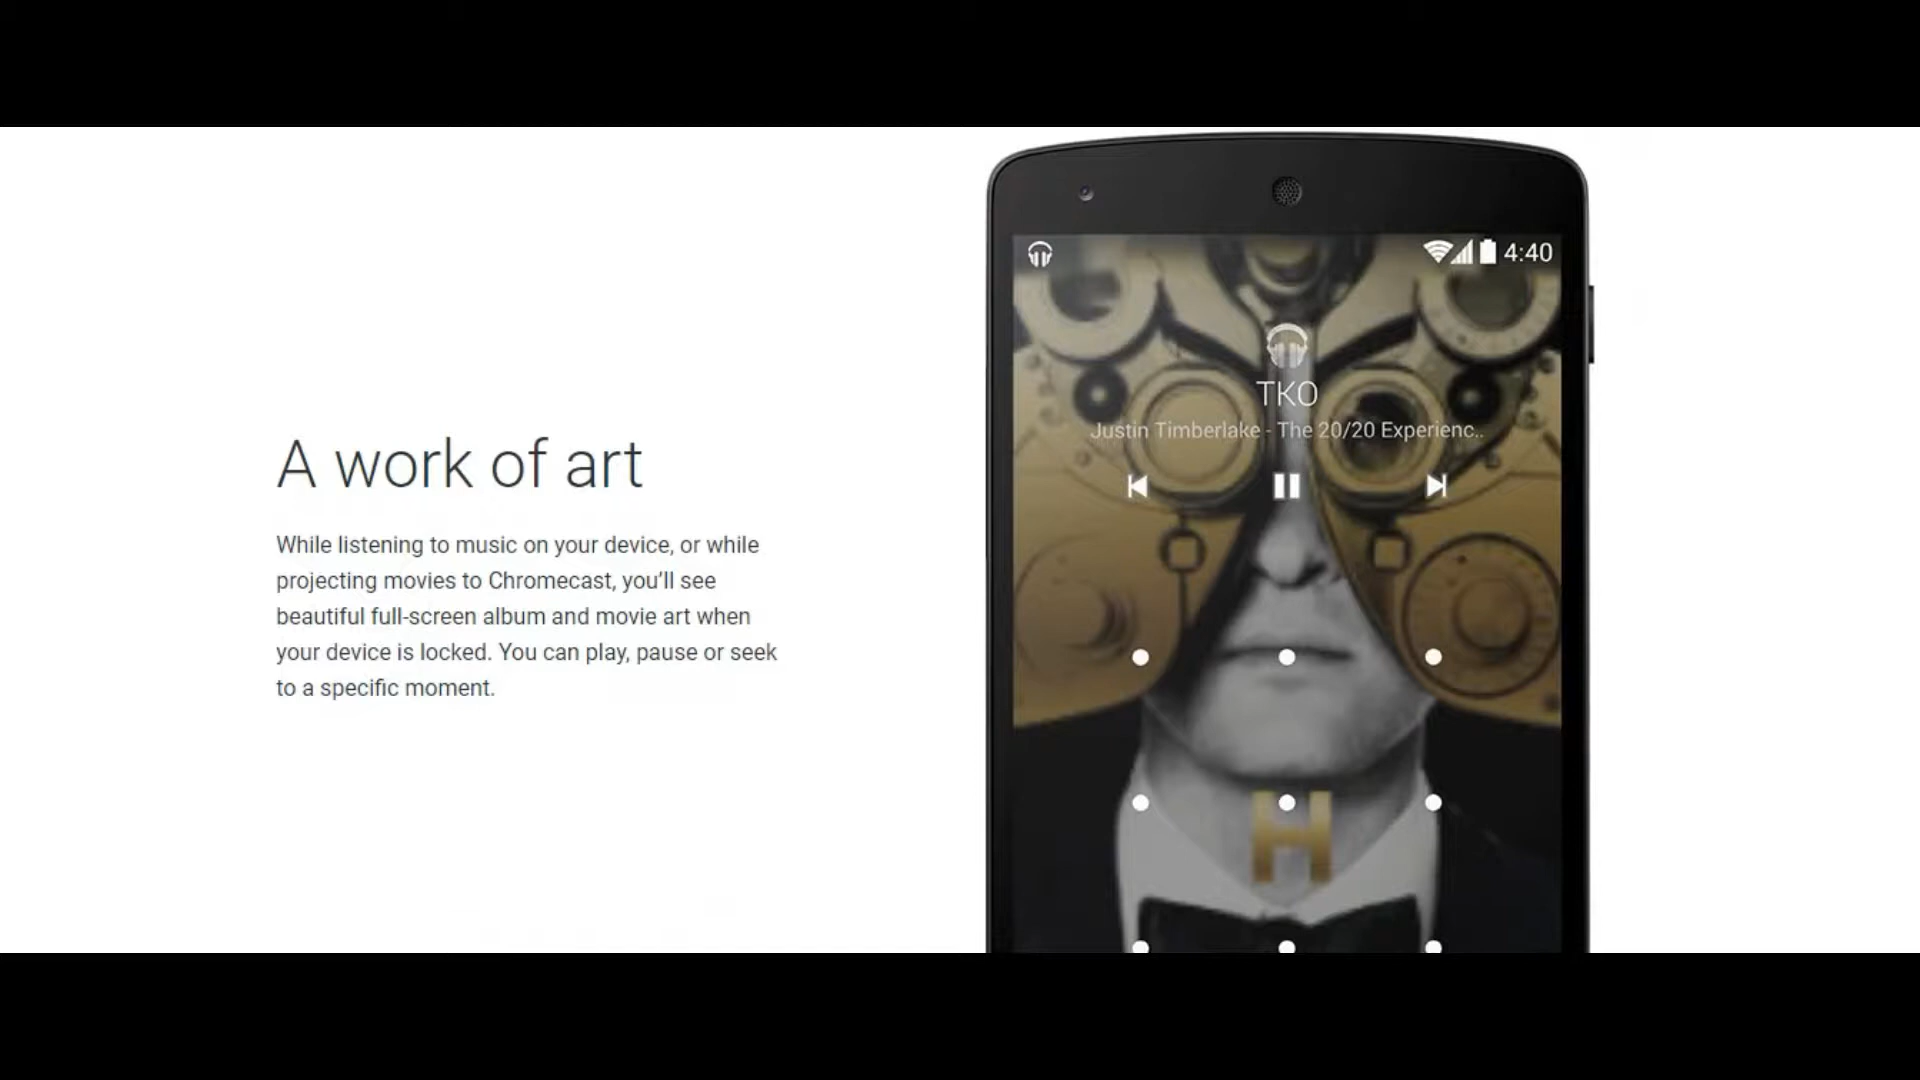 A work of art
While listening to music on your device, or while
projecting movies to Chromecast, you’ll see
beautiful full-screen album and movie art when
your device is locked. You can play, pause or seek
to a specific moment.
4:40
TKO
Justin Timberlake - The 20/20 Experienc..
H